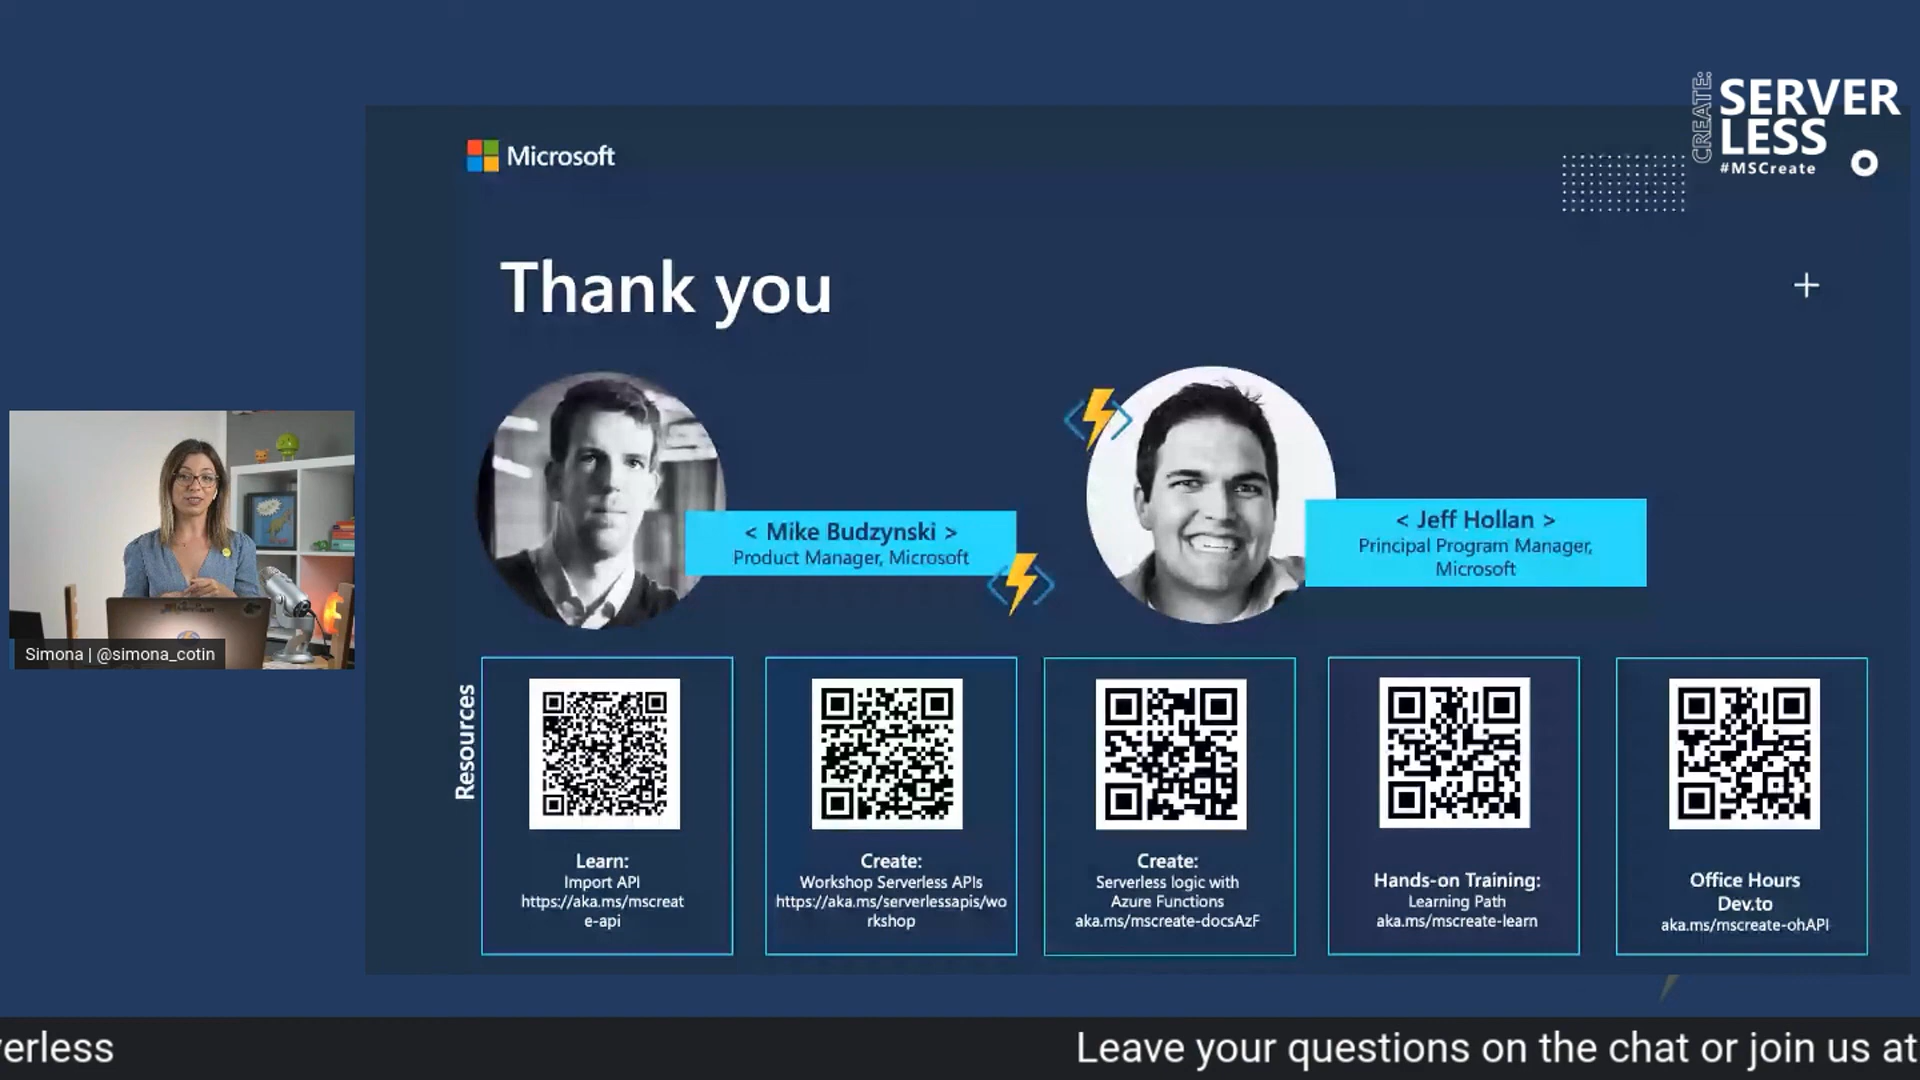 CREATE:
SERVER
LESS
#MSCreate
Microsoft
Thank you
< Mike Budzynski >
Product Manager, Microsoft
< Jeff Hollan >
Principal Program Manager,
Microsoft
Simona | @simona_cotin
Resources
Learn:
Import API
https://aka.ms/mscreat
e-api
Create:
Workshop Serverless APIs
https://aka.ms/serverlessapis/wo
rkshop
Create:
Serverless logic with
Azure Functions
aka.ms/mscreate-docsAzF
Hands-on Training:
Learning Path
aka.ms/mscreate-learn
Office Hours
Dev.to
aka.ms/mscreate-ohAPI
verless
Leave your questions on the chat or join us at